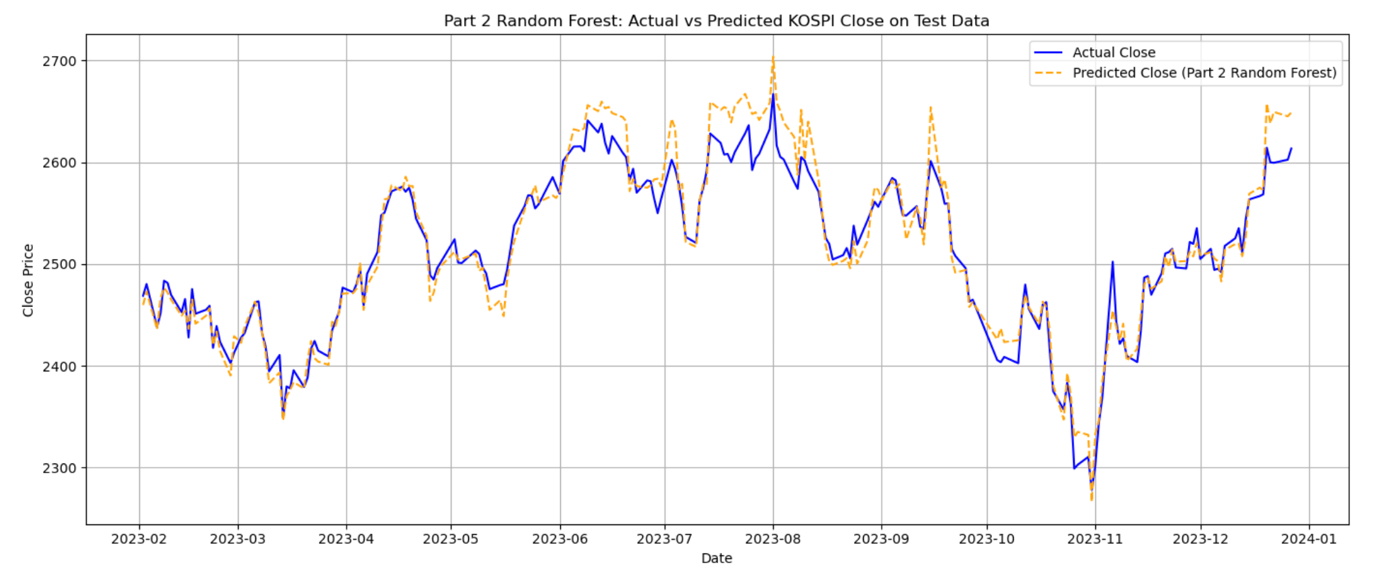 Part 2 Random Forest: Actual vs Predicted KOSPI Close on Test Data
Actual Close
Predicted Close (Part 2 Random Forest)
Close Price
2700
2600
2500
2400
2300
2023-02 2023-03 2023-04 2023-05 2023-06 2023-07 2023-08 2023-09 2023-10 2023-11 2023-12 2024-01
Date